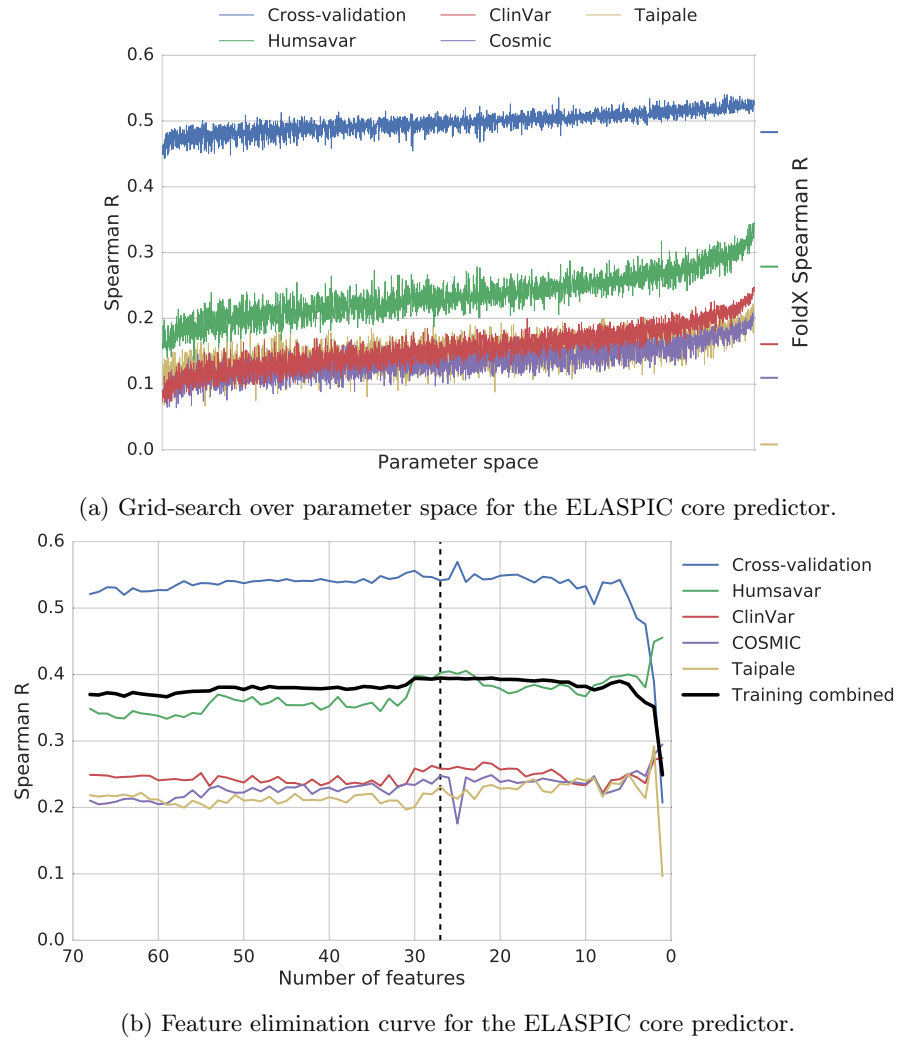 Cross-validation ClinVar Taipale
Humsavar Cosmic
0.6
0.5
0.4
0.3
0.2
0.1
0.0
Spearman R
FoldX Spearman R
Parameter space
(a) Grid-search over parameter space for the ELASPIC core predictor.
0.6
0.5
0.4
0.3
0.2
0.1
0.0
Spearman R
70 60 50 40 30 20 10 0
Number of features
Cross-validation
Humsavar
ClinVar
COSMIC
Taipale
Training combined
(b) Feature elimination curve for the ELASPIC core predictor.